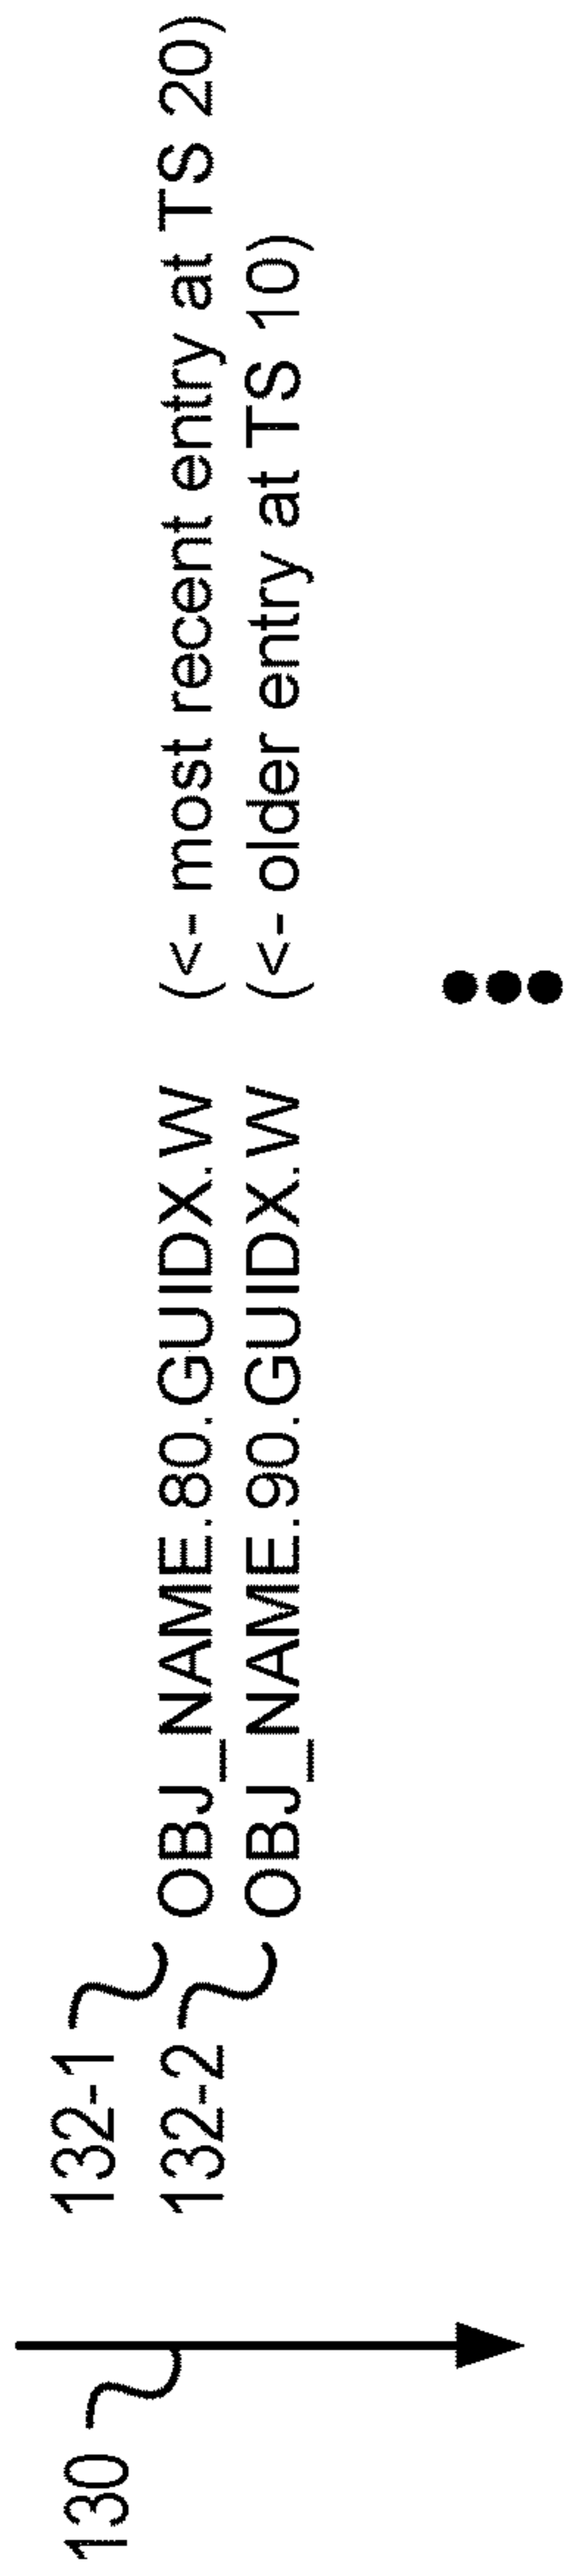 130
132-1
OBJ_NAME.80.GUIDX.W (<- most recent entry at TS 20)
132-2
OBJ_NAME.90.GUIDX.W (<- older entry at TS 10)